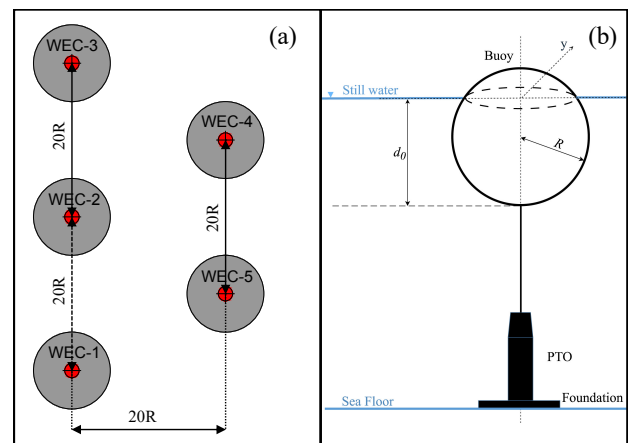 (a)
WEC-3
20R
WEC-4
WEC-2
20R
20R
WEC-5
WEC-1
20R
(b)
y
Buoy
Still water
R
d0
PTO
Foundation
Sea Floor